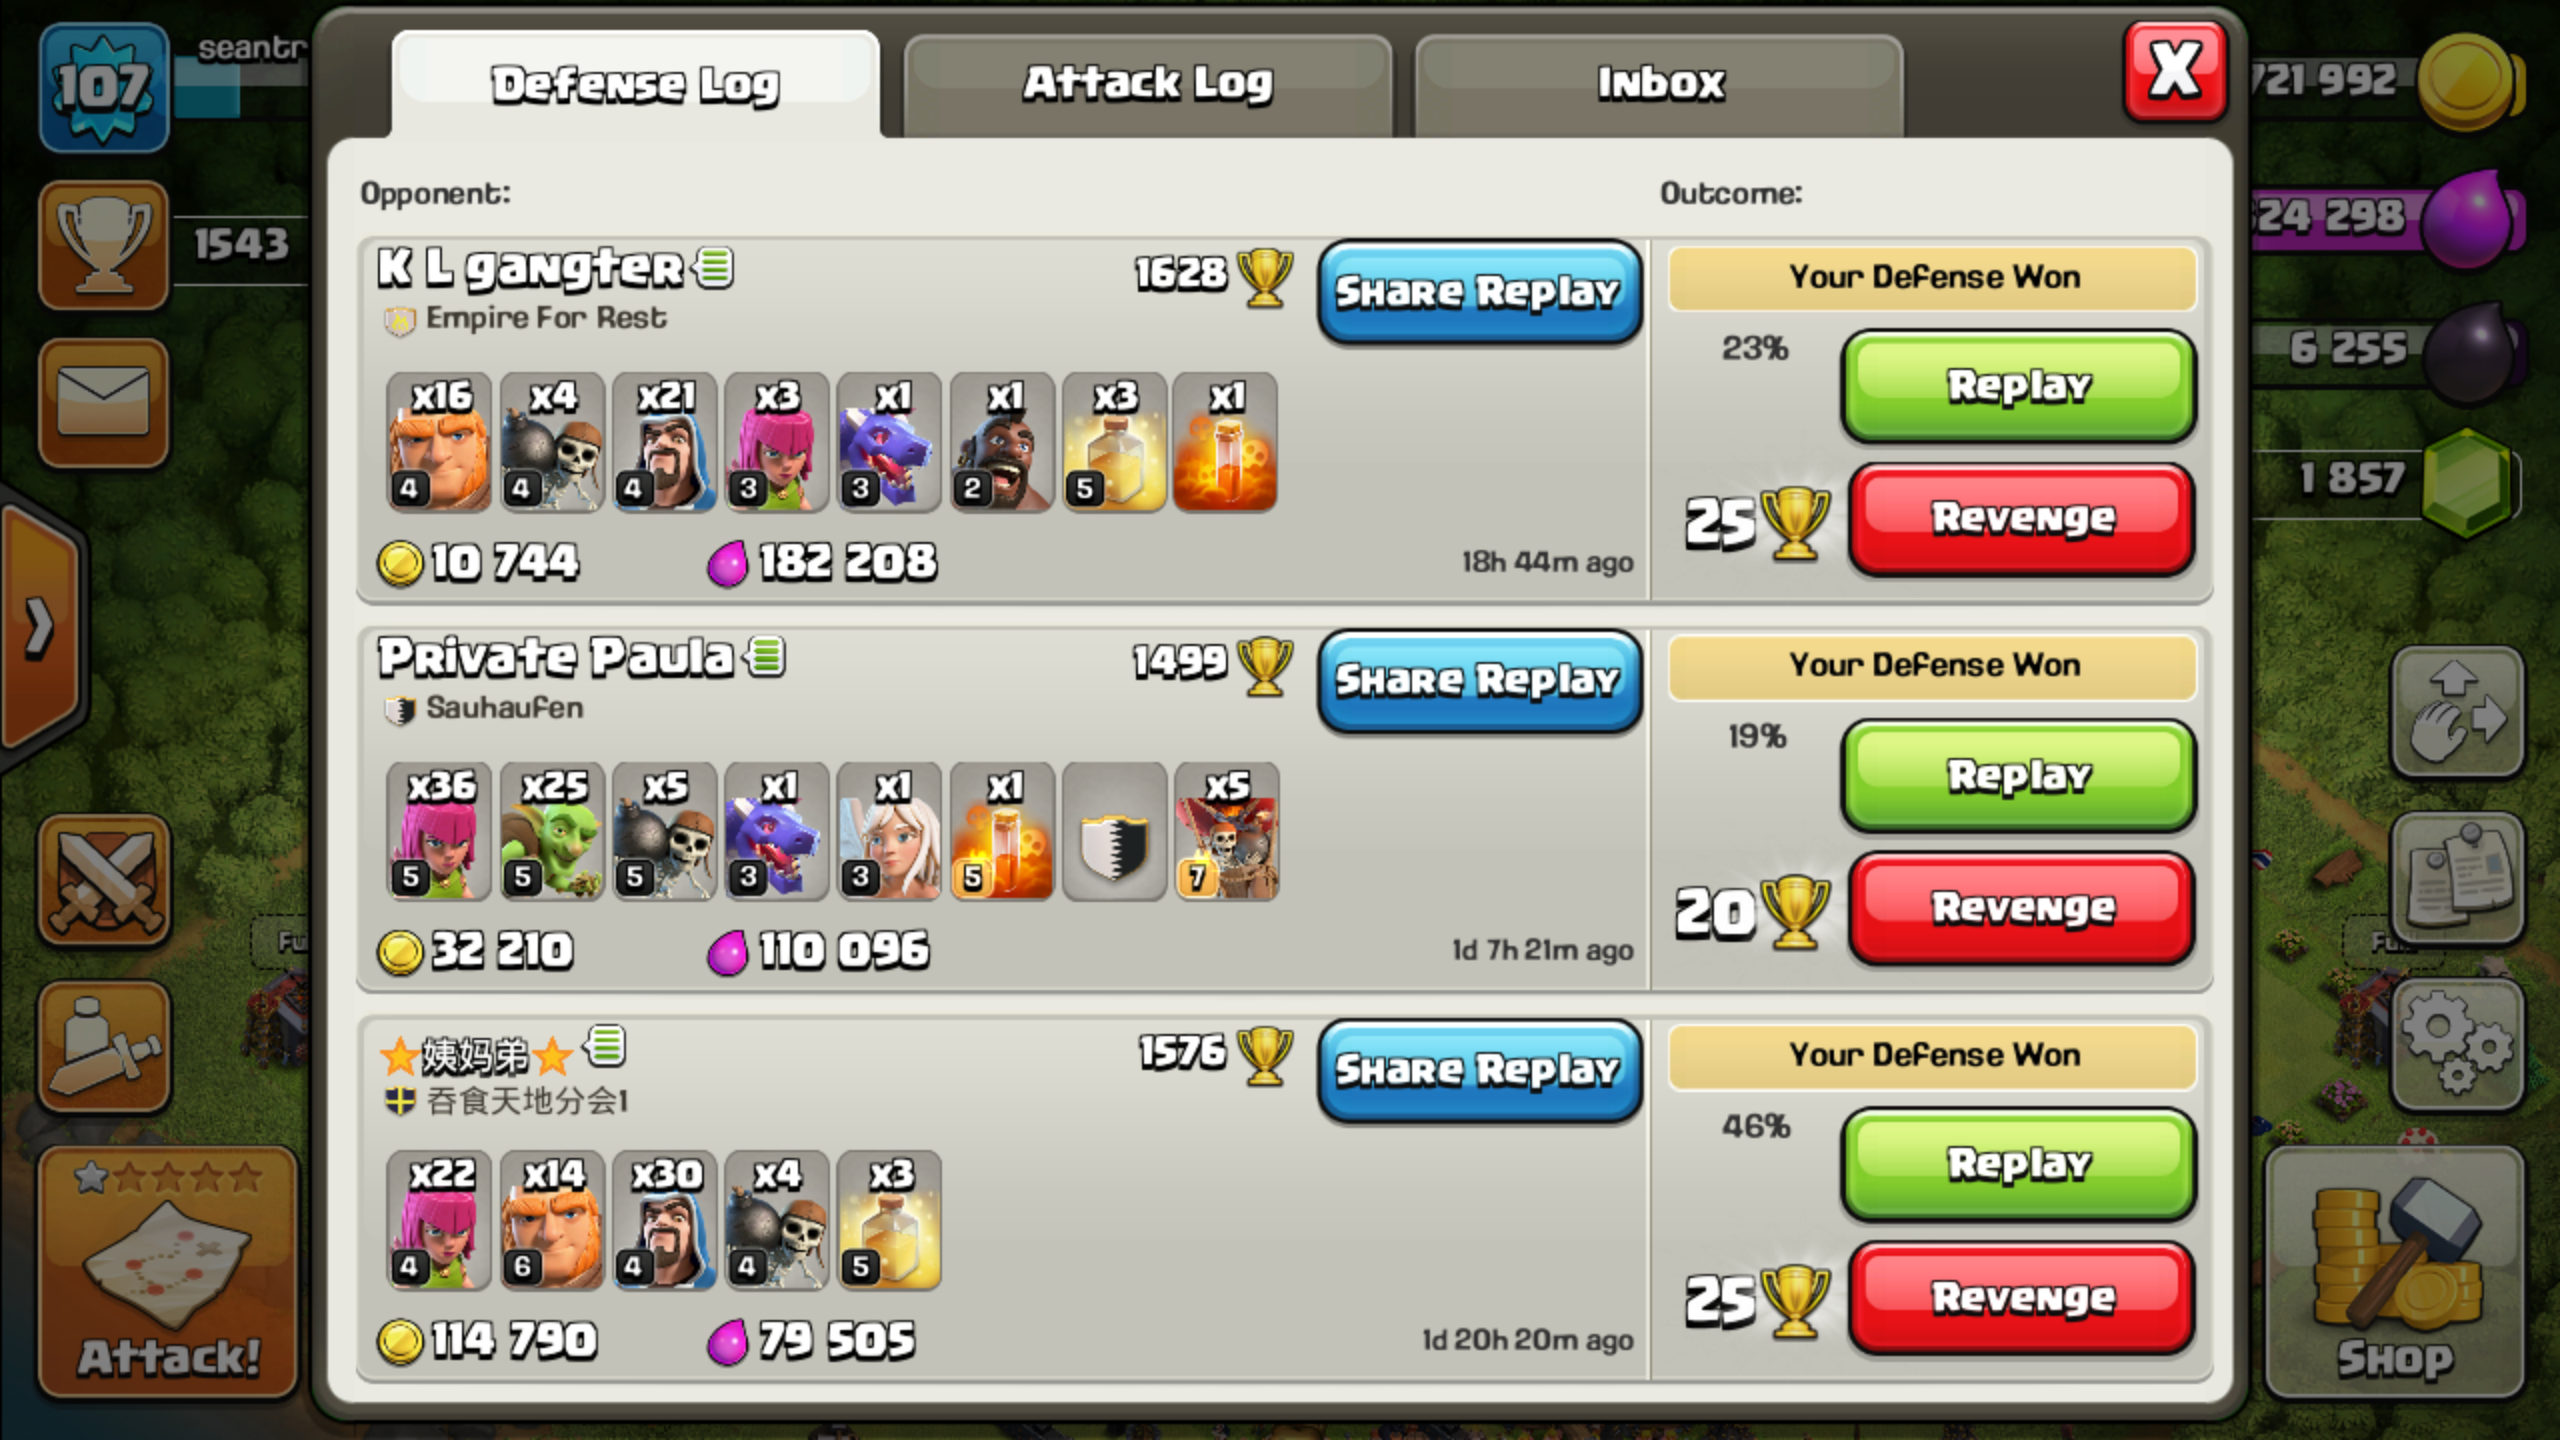 107
seantr
Defense Log
Attack Log
Inbox
X
721 992
1543
24 298
6 255
1 857
Opponent:
Outcome:
K L gangter
1628
Share Replay
Your Defense Won
Empire For Rest
23%
Replay
x16 x4 x21 x3 x1 x1 x3 x1
4 4 4 3 3 2 5
25
Revenge
10 744
182 208
18h 44m ago
Private Paula
1499
Share Replay
Your Defense Won
Sauhaufen
19%
Replay
x36 x25 x5 x1 x1 x1 x5
5 5 5 3 3 5 7
20
Revenge
32 210
110 096
1d 7h 21m ago
姨妈弟
1576
Share Replay
Your Defense Won
吞食天地分会1
46%
Replay
x22 x14 x30 x4 x3
4 6 4 4 5
25
Revenge
114 790
79 505
1d 20h 20m ago
Attack!
Shop